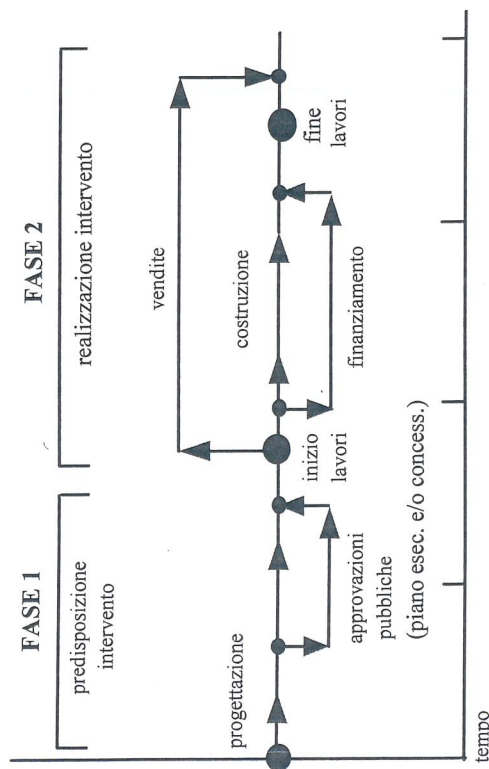 FASE 1
predisposizione
intervento
FASE 2
realizzazione intervento
vendite
progettazione
costruzione
approvazioni
pubbliche
(piano esec. e/o concess.)
inizio
lavori
finanziamento
fine
lavori
tempo